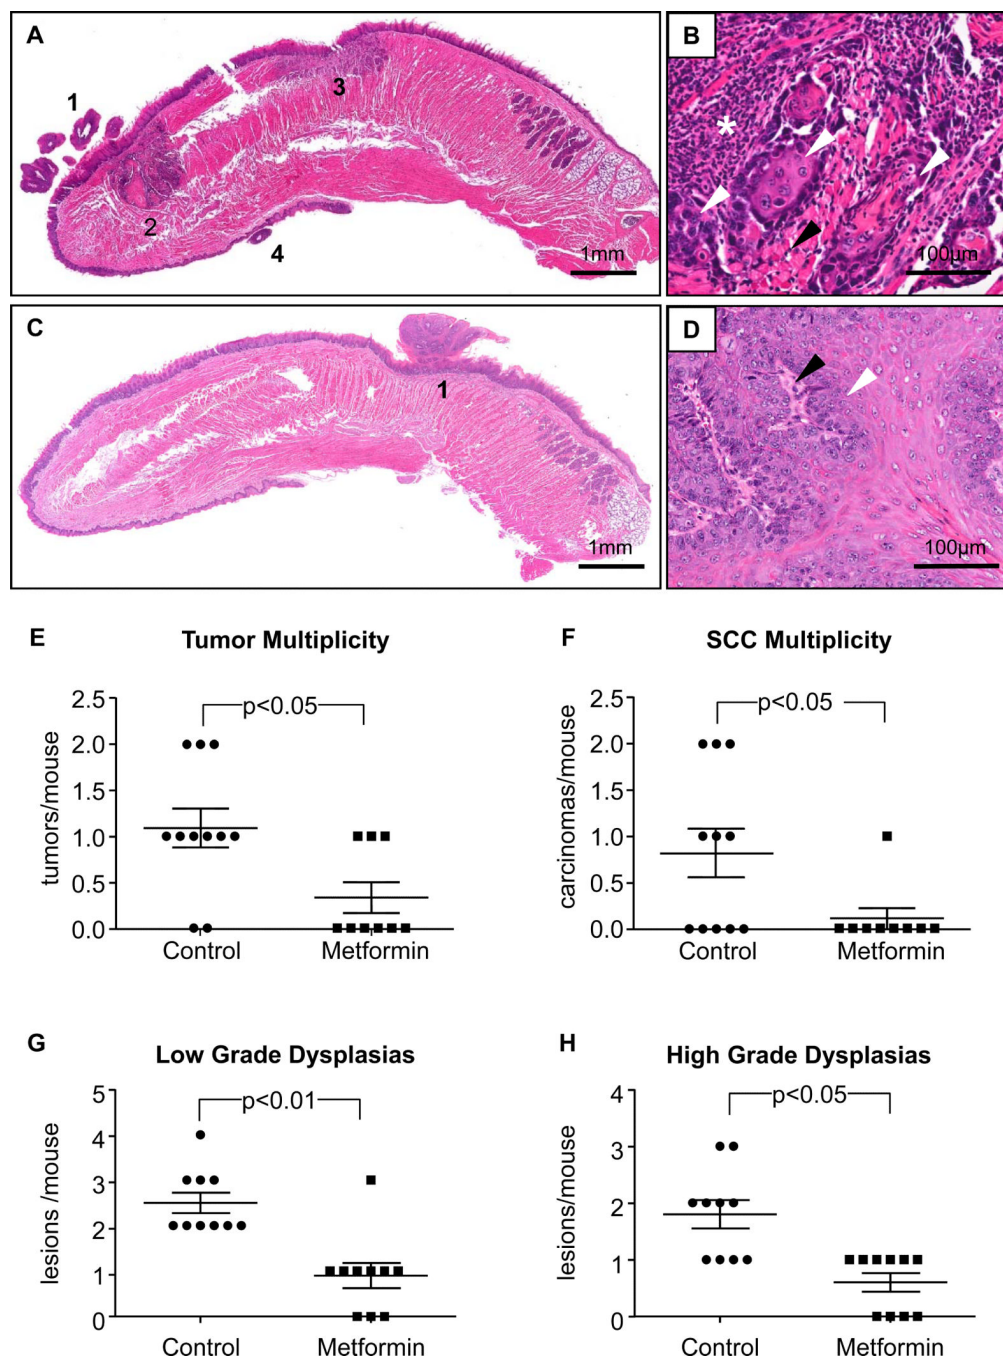 A
1
2
3
4
1mm
B
*
100µm
C
1
1mm
D
100µm
E Tumor Multiplicity
p<0.05
tumors/mouse
2.5
2.0
1.5
1.0
0.5
0.0
Control Metformin
F SCC Multiplicity
p<0.05
carcinomas/mouse
2.5
2.0
1.5
1.0
0.5
0.0
Control Metformin
G Low Grade Dysplasias
p<0.01
lesions /mouse
5
4
3
2
1
0
Control Metformin
H High Grade Dysplasias
p<0.05
lesions/mouse
4
3
2
1
0
Control Metformin